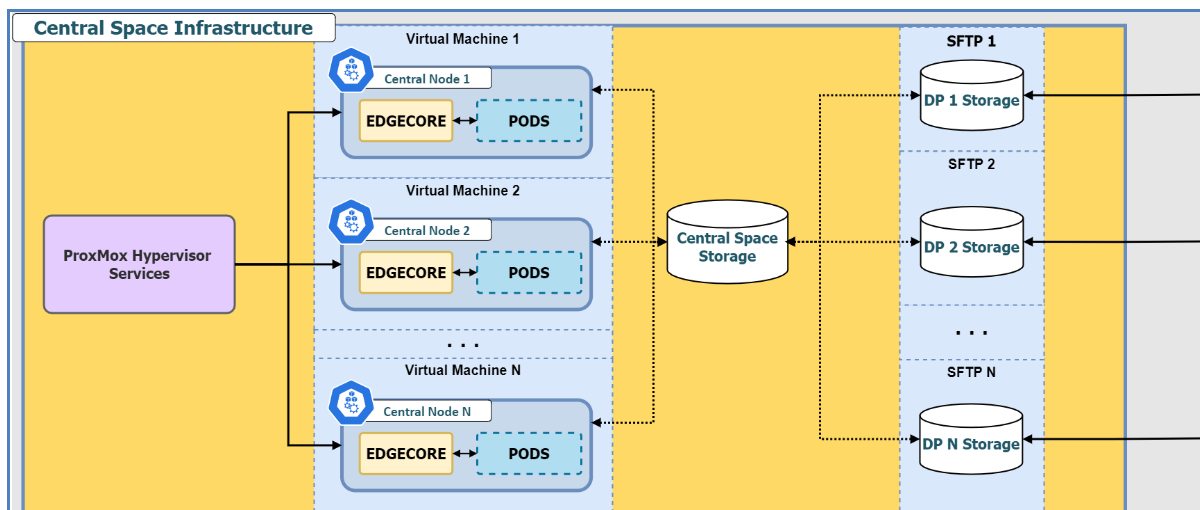 Central Space Infrastructure
Virtual Machine 1
Central Node 1
EDGECORE
PODS
Virtual Machine 2
Central Node 2
EDGECORE
PODS
. . .
Virtual Machine N
Central Node N
EDGECORE
PODS
ProxMox Hypervisor
Services
Central Space
Storage
SFTP 1
DP 1 Storage
SFTP 2
DP 2 Storage
. . .
SFTP N
DP N Storage